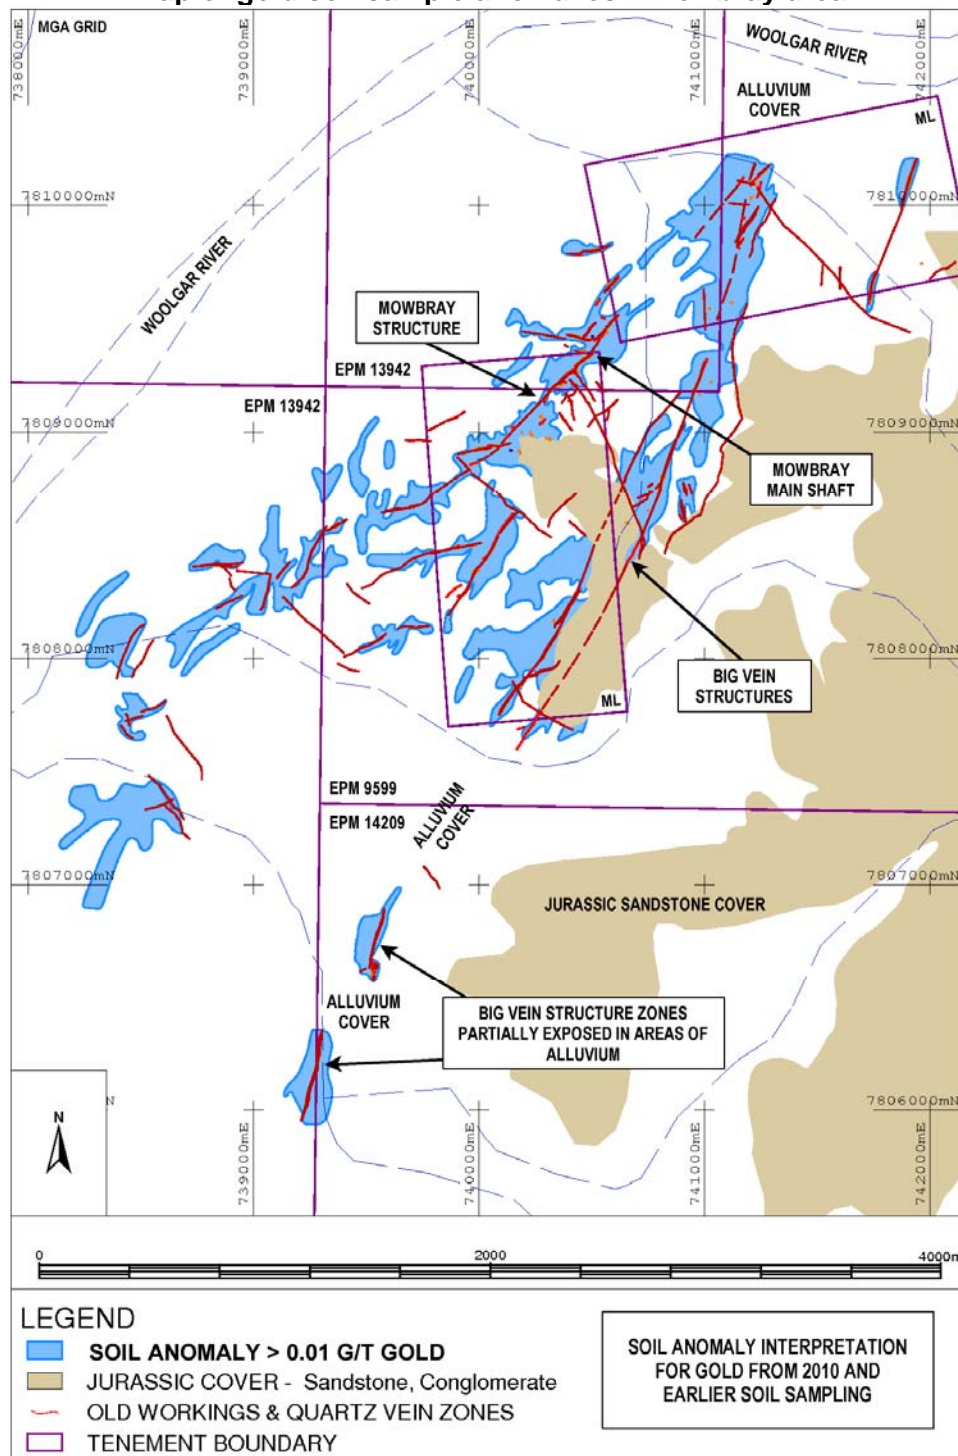 MGA GRID
738000mE
739000mE
740000mE
741000mE
742000mE
WOOLGAR RIVER
ALLUVIUM
COVER
ML
7810000mN
7810000mN
WOOLGAR RIVER
MOWBRAY
STRUCTURE
EPM 13942
EPM 13942
7809000mN
7809000mN
MOWBRAY
MAIN SHAFT
7808000mN
7808000mN
BIG VEIN
STRUCTURES
ML
EPM 9599
EPM 14209
ALLUVIUM
COVER
7807000mN
7807000mN
JURASSIC SANDSTONE COVER
ALLUVIUM
COVER
BIG VEIN STRUCTURE ZONES
PARTIALLY EXPOSED IN AREAS OF
ALLUVIUM
7806000mN
N
N
739000mE
740000mE
741000mE
742000mE
0
2000
4000m
LEGEND
SOIL ANOMALY > 0.01 G/T GOLD
JURASSIC COVER - Sandstone, Conglomerate
OLD WORKINGS & QUARTZ VEIN ZONES
TENEMENT BOUNDARY
SOIL ANOMALY INTERPRETATION
FOR GOLD FROM 2010 AND
EARLIER SOIL SAMPLING